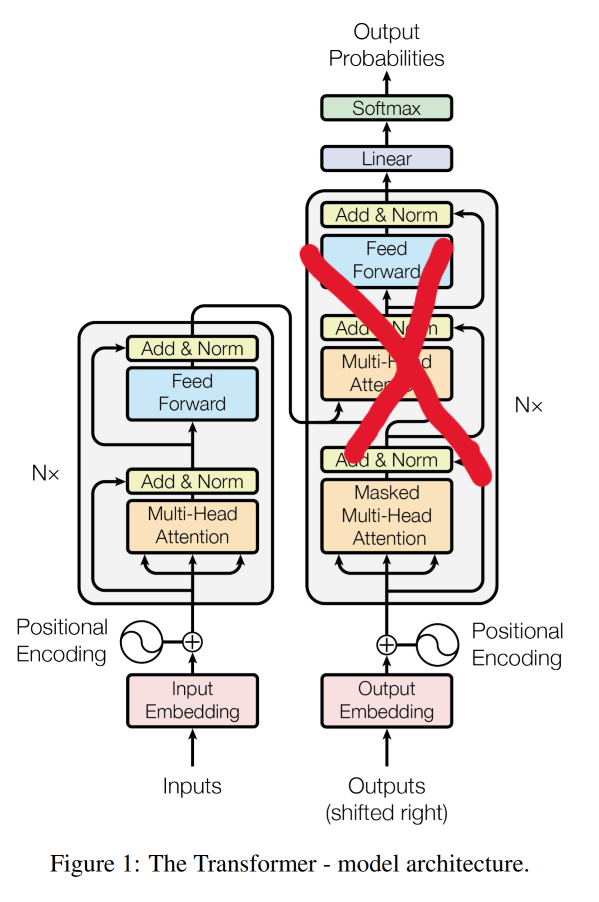 Output
Probabilities
Softmax
Linear
Add & Norm
Feed
Forward
Add & Norm
Multi-Head
Attention
Nx
Add & Norm
Masked
Multi-Head
Attention
Add & Norm
Feed
Forward
Nx
Add & Norm
Multi-Head
Attention
Positional
Encoding
Positional
Encoding
Input
Embedding
Output
Embedding
Inputs
Outputs
(shifted right)
Figure 1: The Transformer - model architecture.